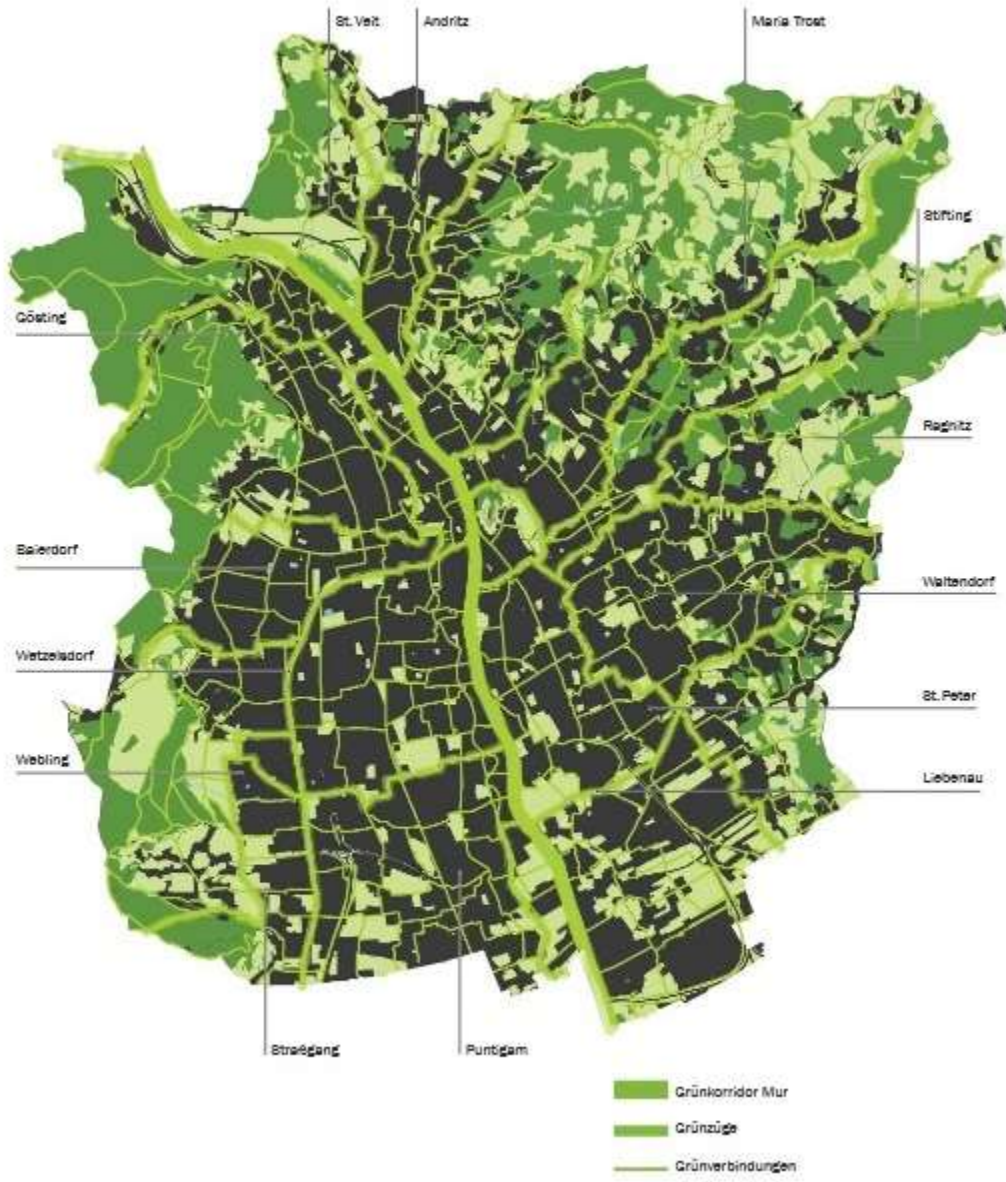 St. Veit
Andritz
Maria Trost
Stifting
Gösting
Ragnitz
Baierdorf
Waltendorf
Wetzelsdorf
St. Peter
Webling
Liebenau
Straßgang
Puntigam
Grünkorridor Mur
Grünzüge
Grünverbindungen